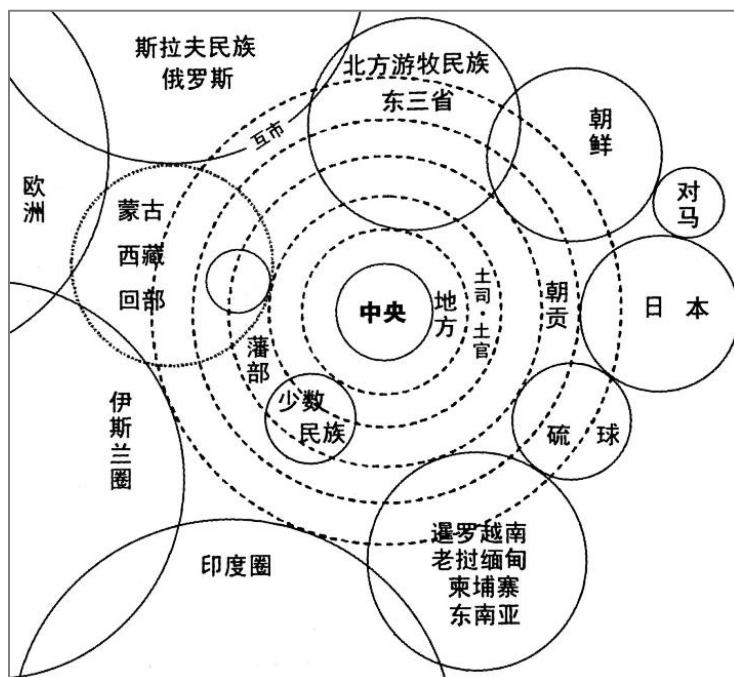 斯拉夫民族
俄罗斯
北方游牧民族
东三省
互市
朝鲜
对马
欧洲
蒙古
西藏
回部
中央
地方
土司·土官
朝贡
日 本
藩部
少数
民族
硫 球
伊斯兰圈
印度圈
暹罗越南
老挝缅甸
柬埔寨
东南亚